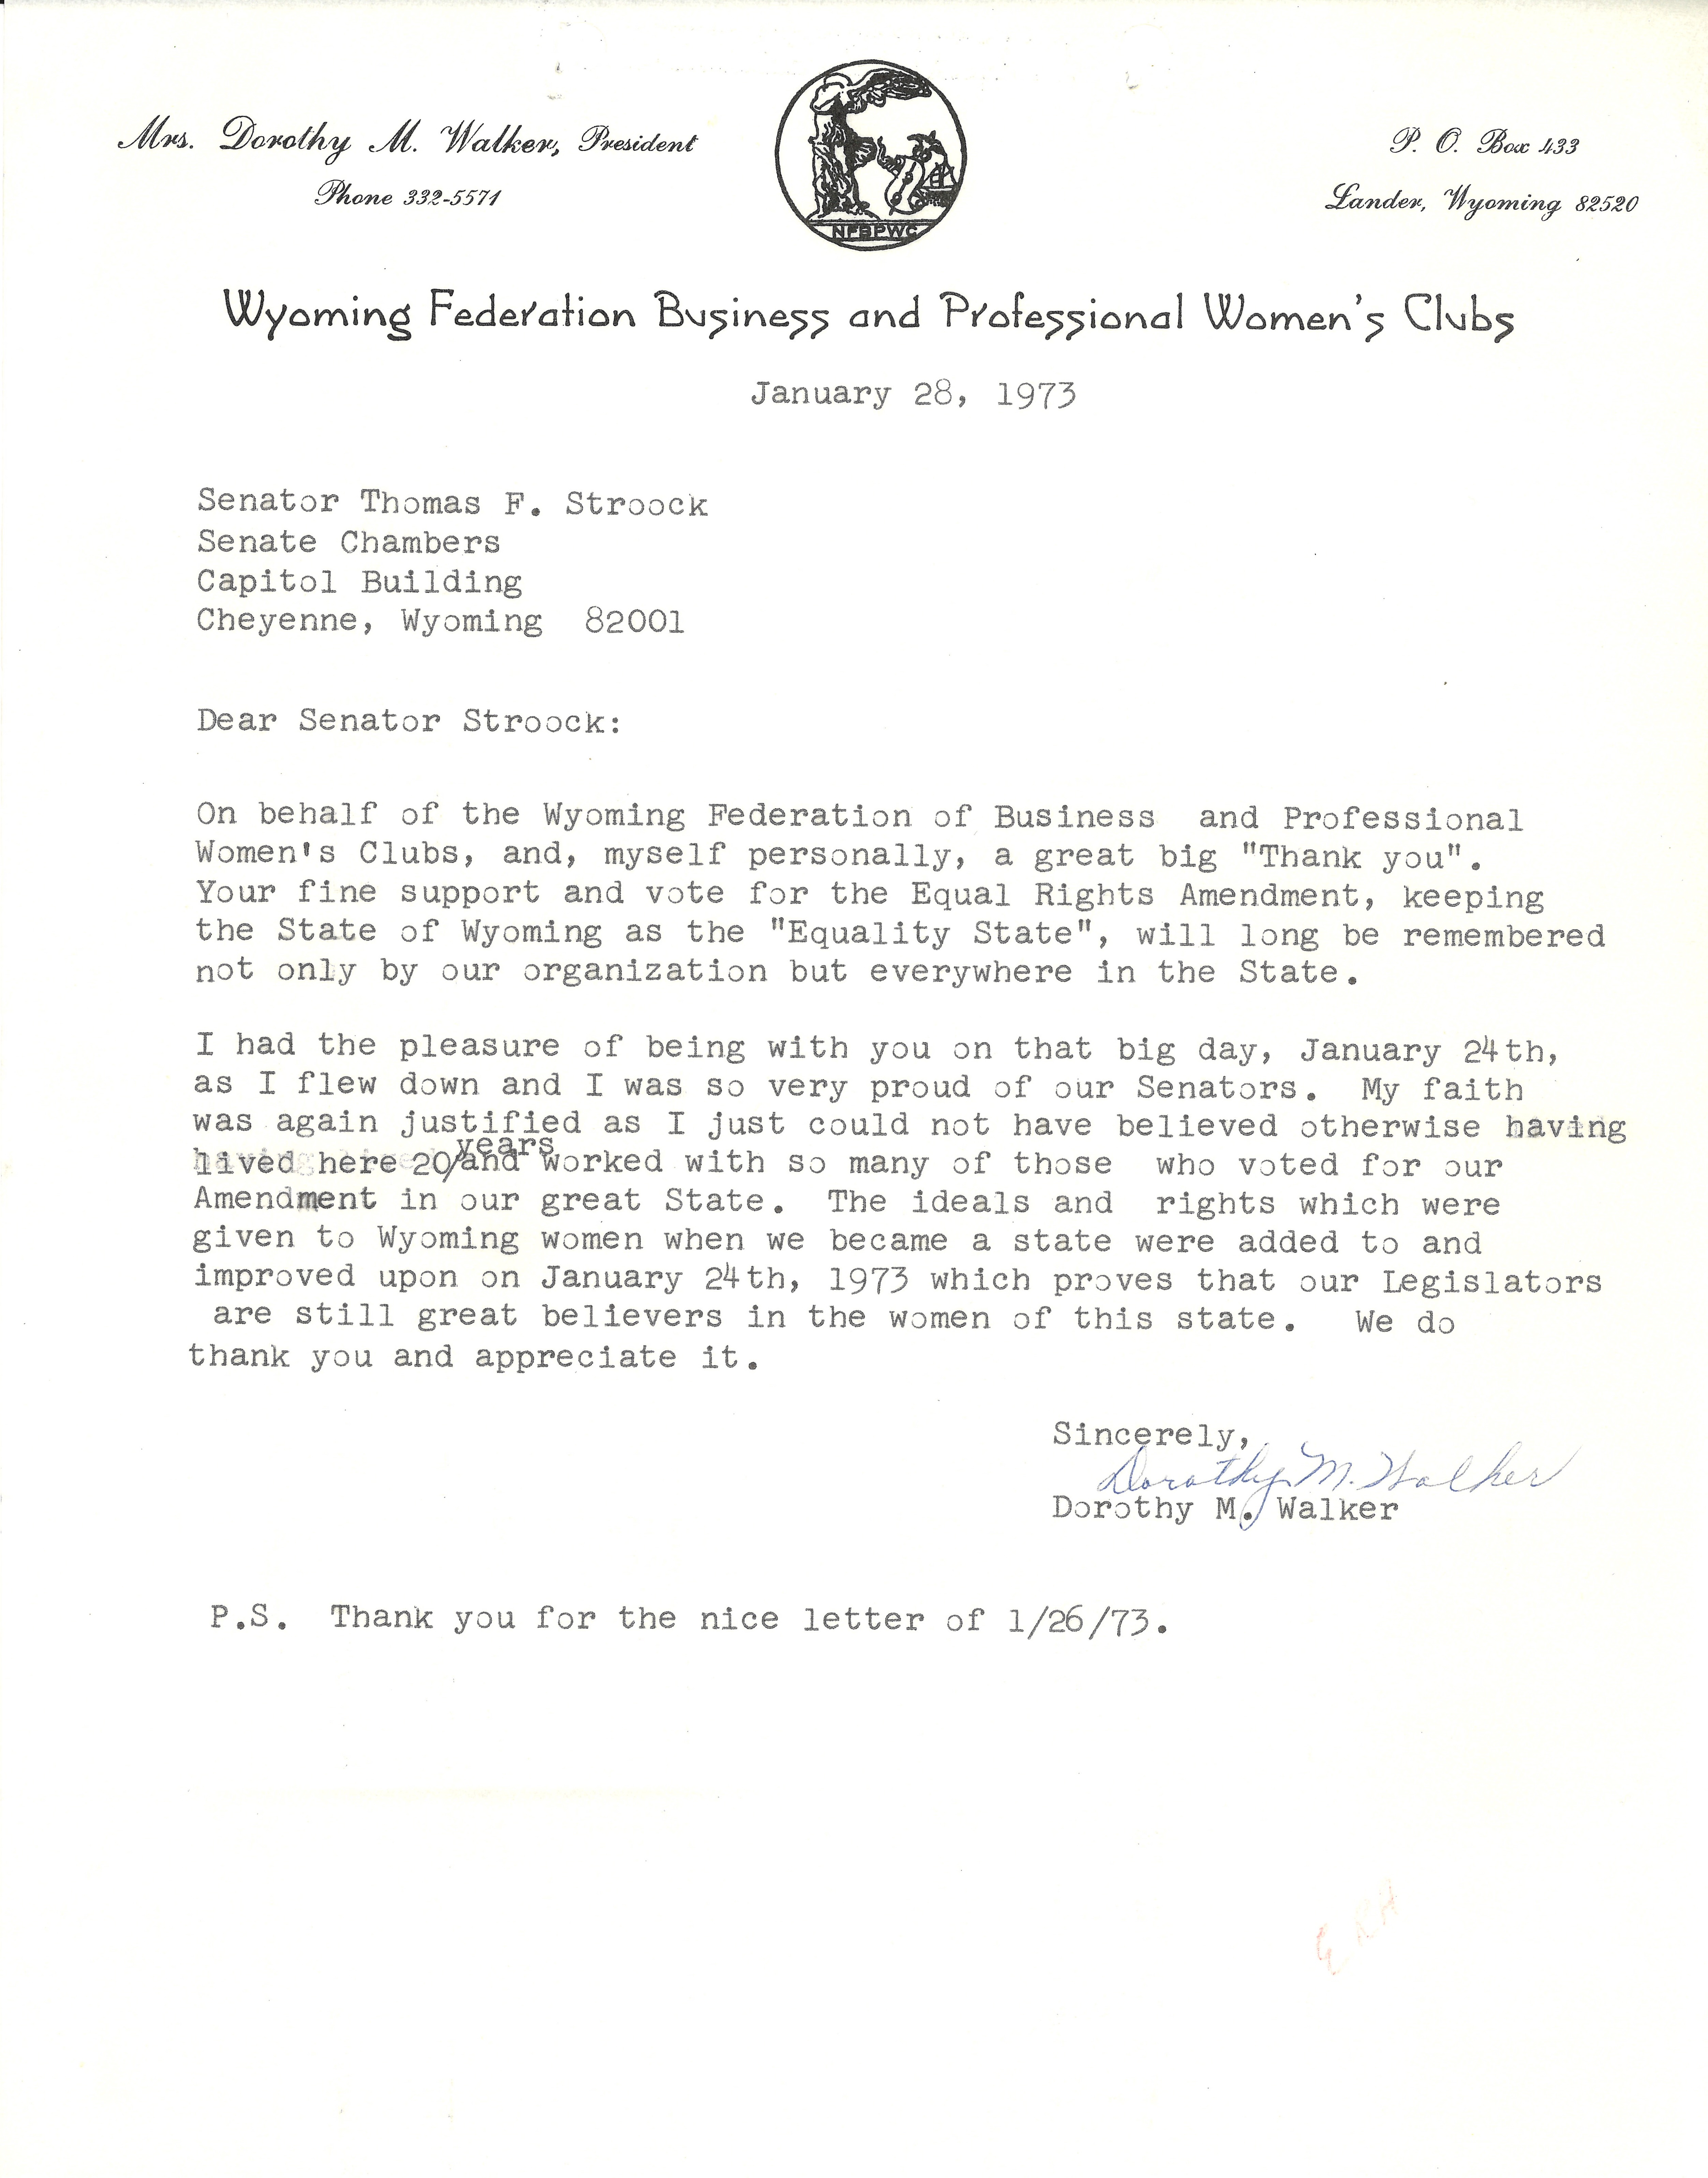 Mrs. Dorothy M. Walker, President
Phone 332-5571
NFBPWC
P. O. Box 433
Lander, Wyoming 82520
Wyoming Federation Business and Professional Women's Clubs
January 28, 1973
Senator Thomas F. Stroock
Senate Chambers
Capitol Building
Cheyenne, Wyoming  82001
Dear Senator Stroock:
On behalf of the Wyoming Federation of Business  and Professional
Women's Clubs, and, myself personally, a great big "Thank you".
Your fine support and vote for the Equal Rights Amendment, keeping
the State of Wyoming as the "Equality State", will long be remembered
not only by our organization but everywhere in the State.
I had the pleasure of being with you on that big day, January 24th,
as I flew down and I was so very proud of our Senators.  My faith
was again justified as I just could not have believed otherwise having
lived here 20/years and worked with so many of those  who voted for our
Amendment in our great State.  The ideals and  rights which were
given to Wyoming women when we became a state were added to and
improved upon on January 24th, 1973 which proves that our Legislators
are still great believers in the women of this state.  We do
thank you and appreciate it.
Sincerely,
Dorothy M. Walker
Dorothy M. Walker
P.S.  Thank you for the nice letter of 1/26/73.
ERA